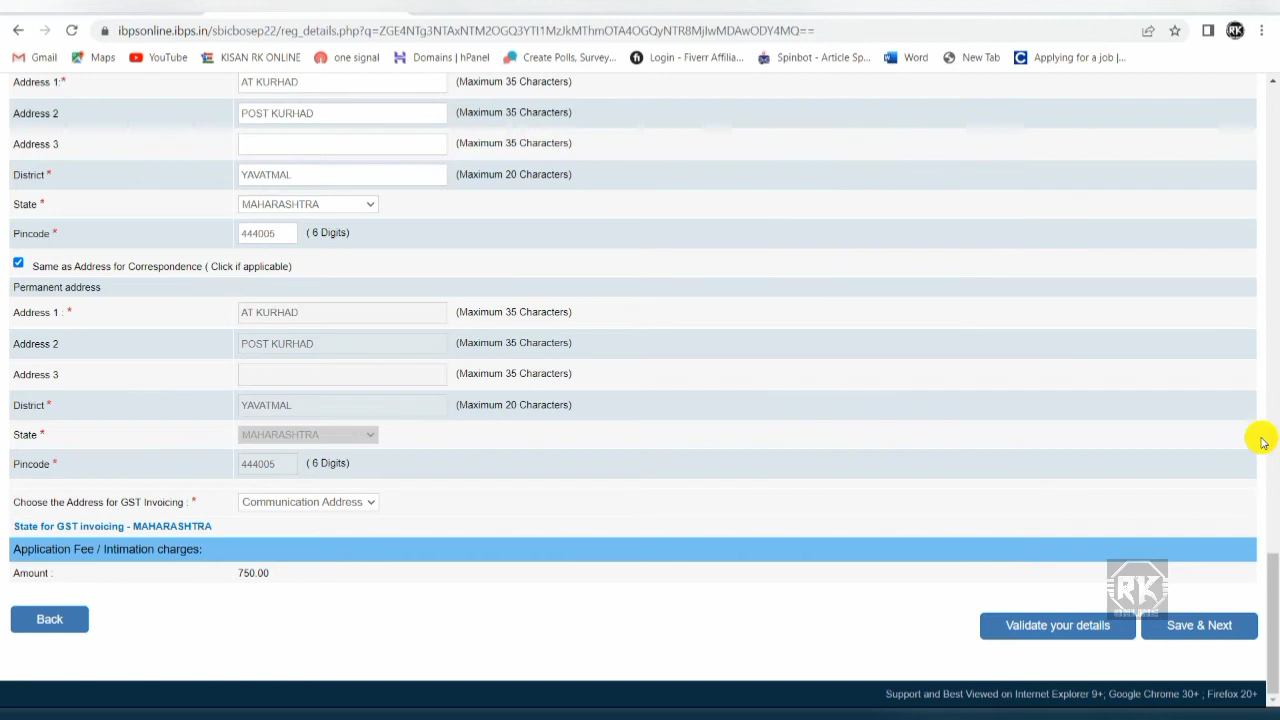 ibpsonline.ibps.in/sbicbosep22/reg_details.php?q=ZGE4NTg3NTAxNTM2OGQ3YTI1MzJkMThmOTA4OGQyNTR8MjIwMDAwODY4MQ==
Gmail Maps YouTube KISAN RK ONLINE one signal Domains | hPanel Create Polls, Survey... Login - Fiverr Affilia... Spinbot - Article Sp... Word New Tab Applying for a job |...
Address 1:* AT KURHAD (Maximum 35 Characters)
Address 2 POST KURHAD (Maximum 35 Characters)
Address 3 (Maximum 35 Characters)
District * YAVATMAL (Maximum 20 Characters)
State * MAHARASHTRA
Pincode * 444005 ( 6 Digits)
Same as Address for Correspondence ( Click if applicable)
Permanent address
Address 1 : * AT KURHAD (Maximum 35 Characters)
Address 2 POST KURHAD (Maximum 35 Characters)
Address 3 (Maximum 35 Characters)
District * YAVATMAL (Maximum 20 Characters)
State * MAHARASHTRA
Pincode * 444005 ( 6 Digits)
Choose the Address for GST Invoicing : * Communication Address
State for GST invoicing - MAHARASHTRA
Application Fee / Intimation charges:
Amount : 750.00
RK
ONLINE
Back Validate your details Save & Next
Support and Best Viewed on Internet Explorer 9+; Google Chrome 30+ ; Firefox 20+